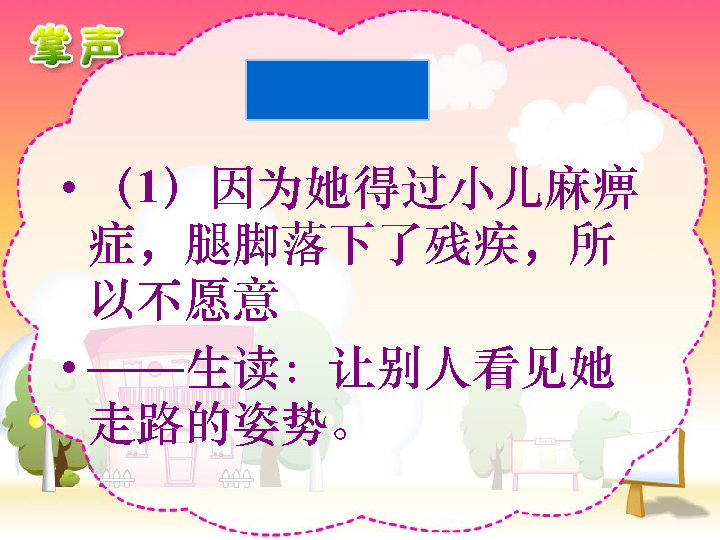 掌声
• （1）因为她得过小儿麻痹
症，腿脚落下了残疾，所
以不愿意
• ——生读：让别人看见她
走路的姿势。